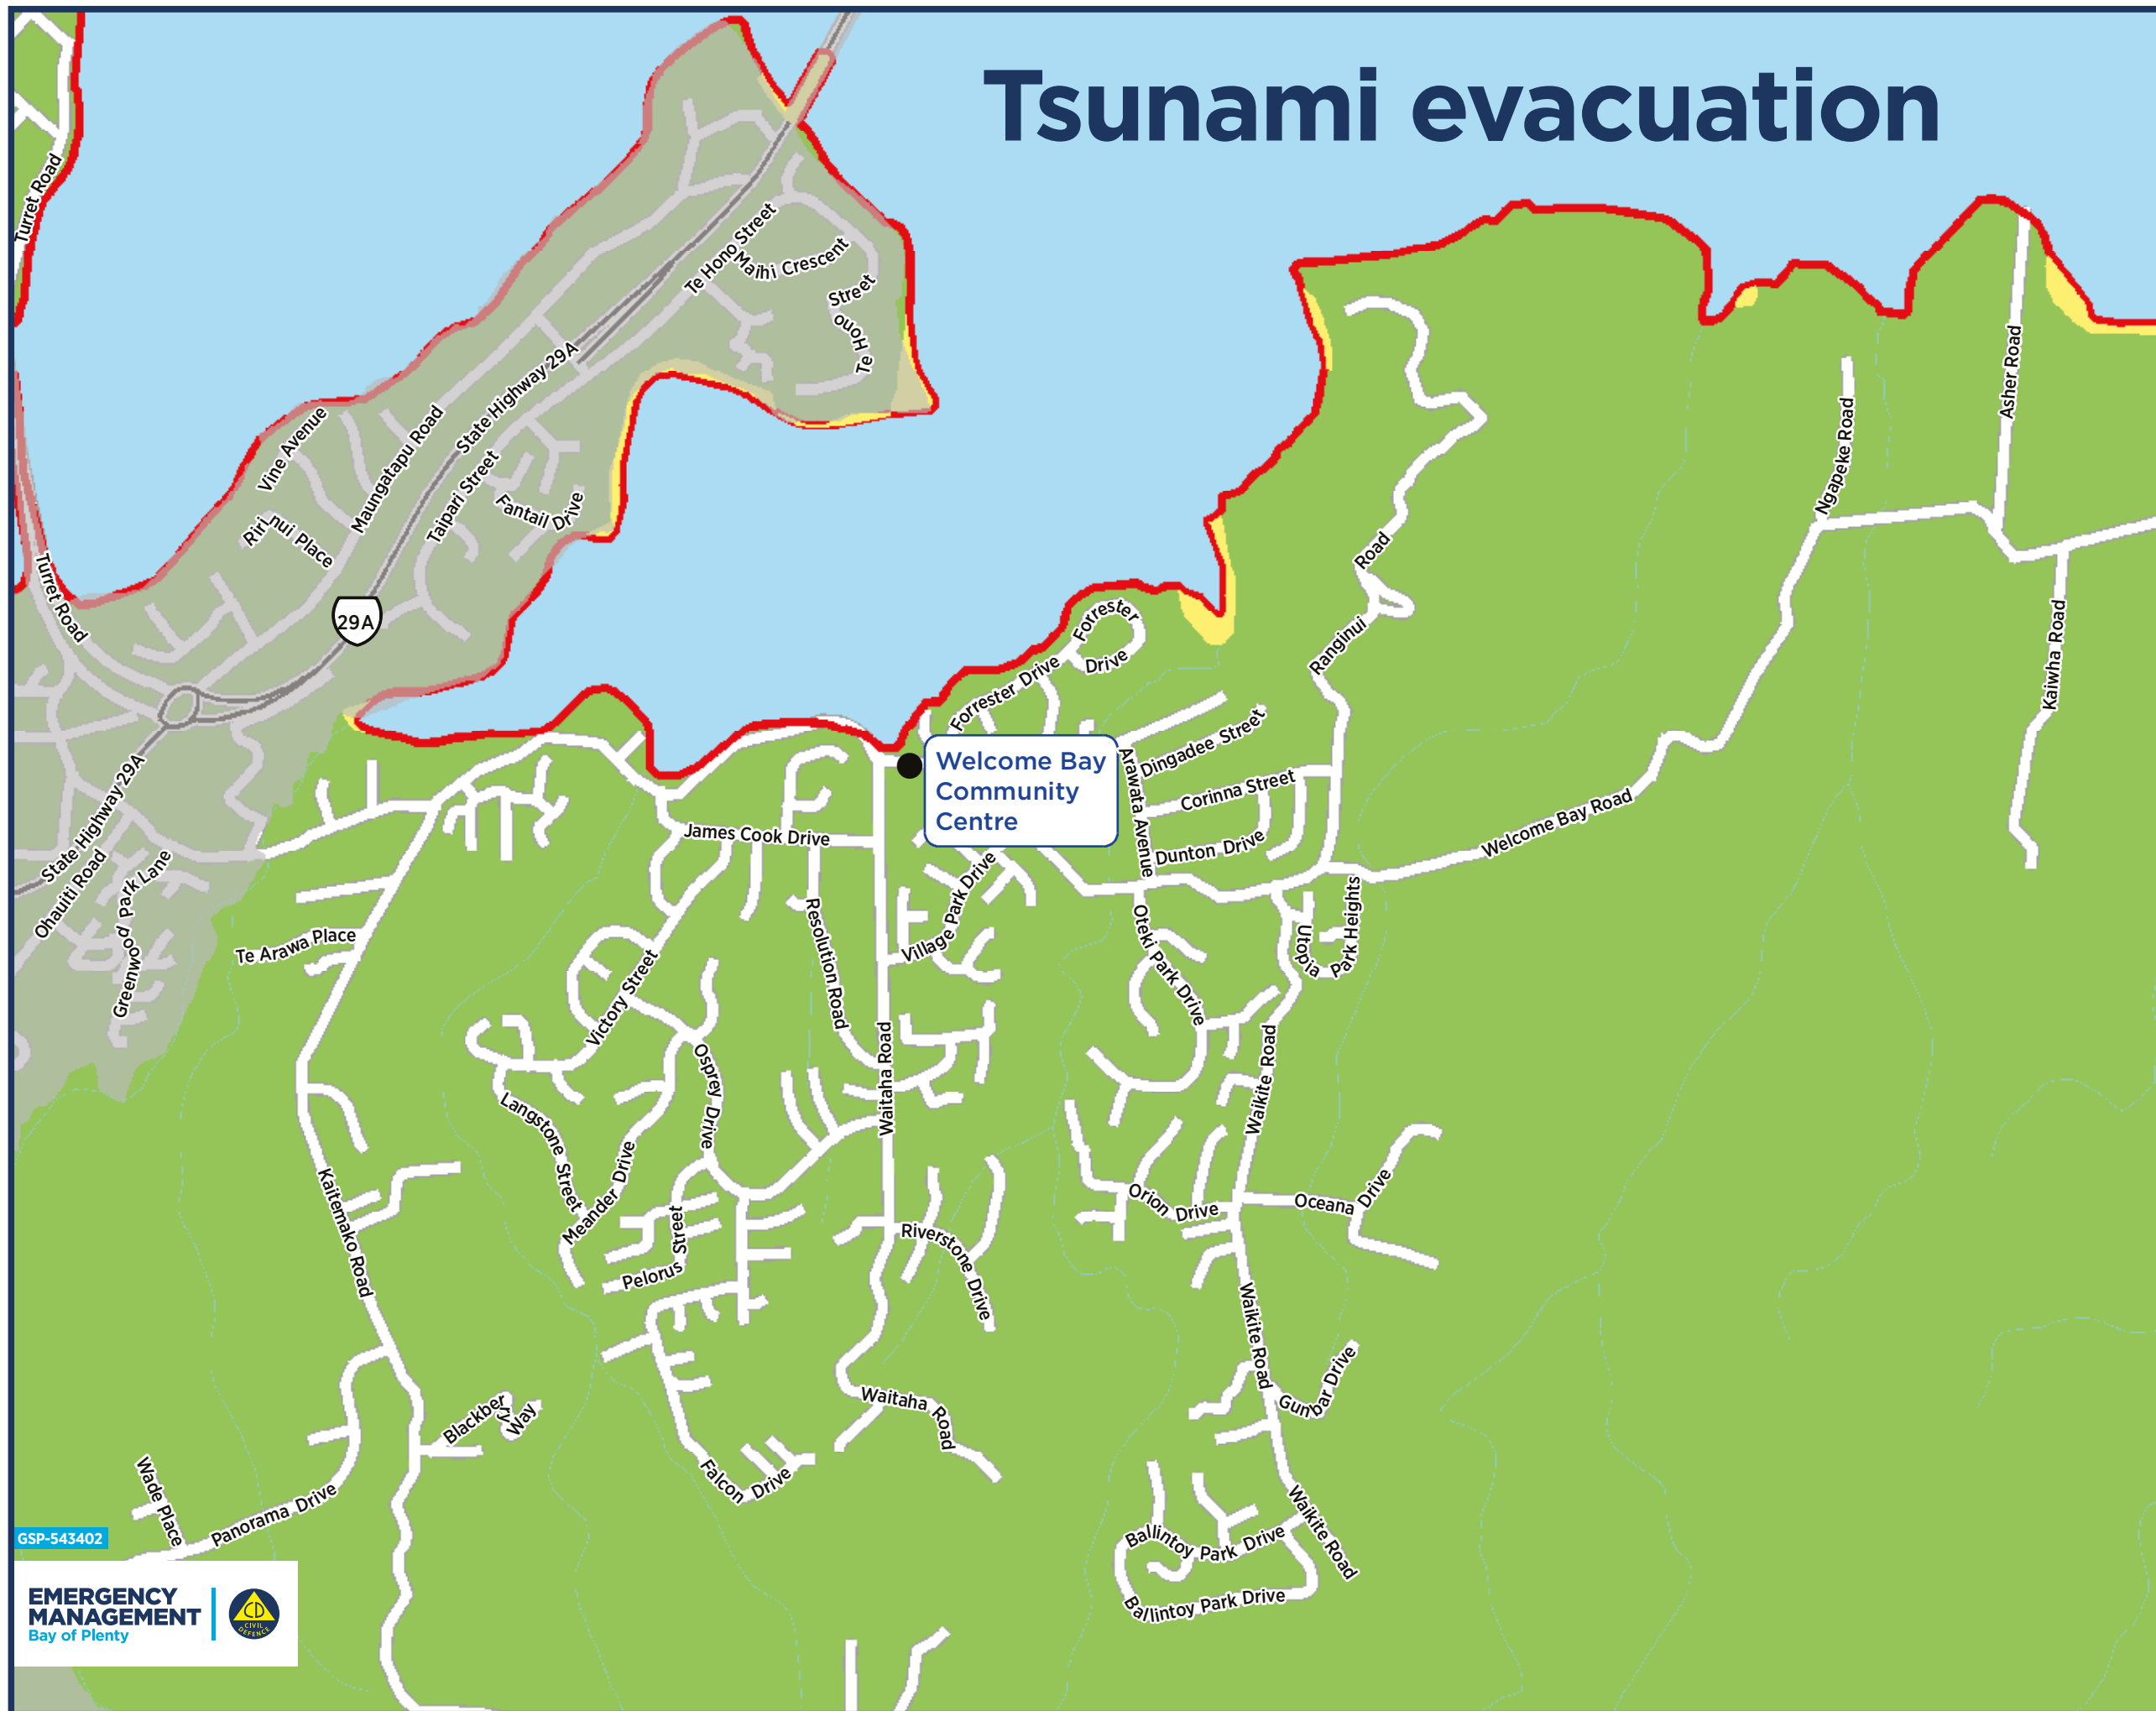 Tsunami evacuation
Turret Road
Te Hono Street
Maihi Crescent
Te Hono Street
State Highway 29A
Vine Avenue
Maungatapu Road
Taipari Street
Fantail Drive
Ririnui Place
Turret Road
29A
Asher Road
Ngapeke Road
Kaiwha Road
Ranginui Road
Forrester Drive
Forrester Drive
Welcome Bay
Community
Centre
Arawata Avenue
Dingadee Street
Corinna Street
Dunton Drive
Welcome Bay Road
State Highway 29A
Ohauiti Road
Greenwood Park Lane
James Cook Drive
Village Park Drive
Te Arawa Place
Resolution Road
Victory Street
Oteki Park Drive
Utopia Park Heights
Waitaha Road
Waikite Road
Osprey Drive
Langstone Street
Meander Drive
Kaitemako Road
Pelorus Street
Riverstone Drive
Orion Drive
Oceana Drive
Waikite Road
Gunbar Drive
Waitaha Road
Blackberry Way
Falcon Drive
Wade Place
Panorama Drive
Waikite Road
Ballintoy Park Drive
Ballintoy Park Drive
GSP-543402
EMERGENCY
MANAGEMENT
Bay of Plenty
CD
CIVIL
DEFENCE